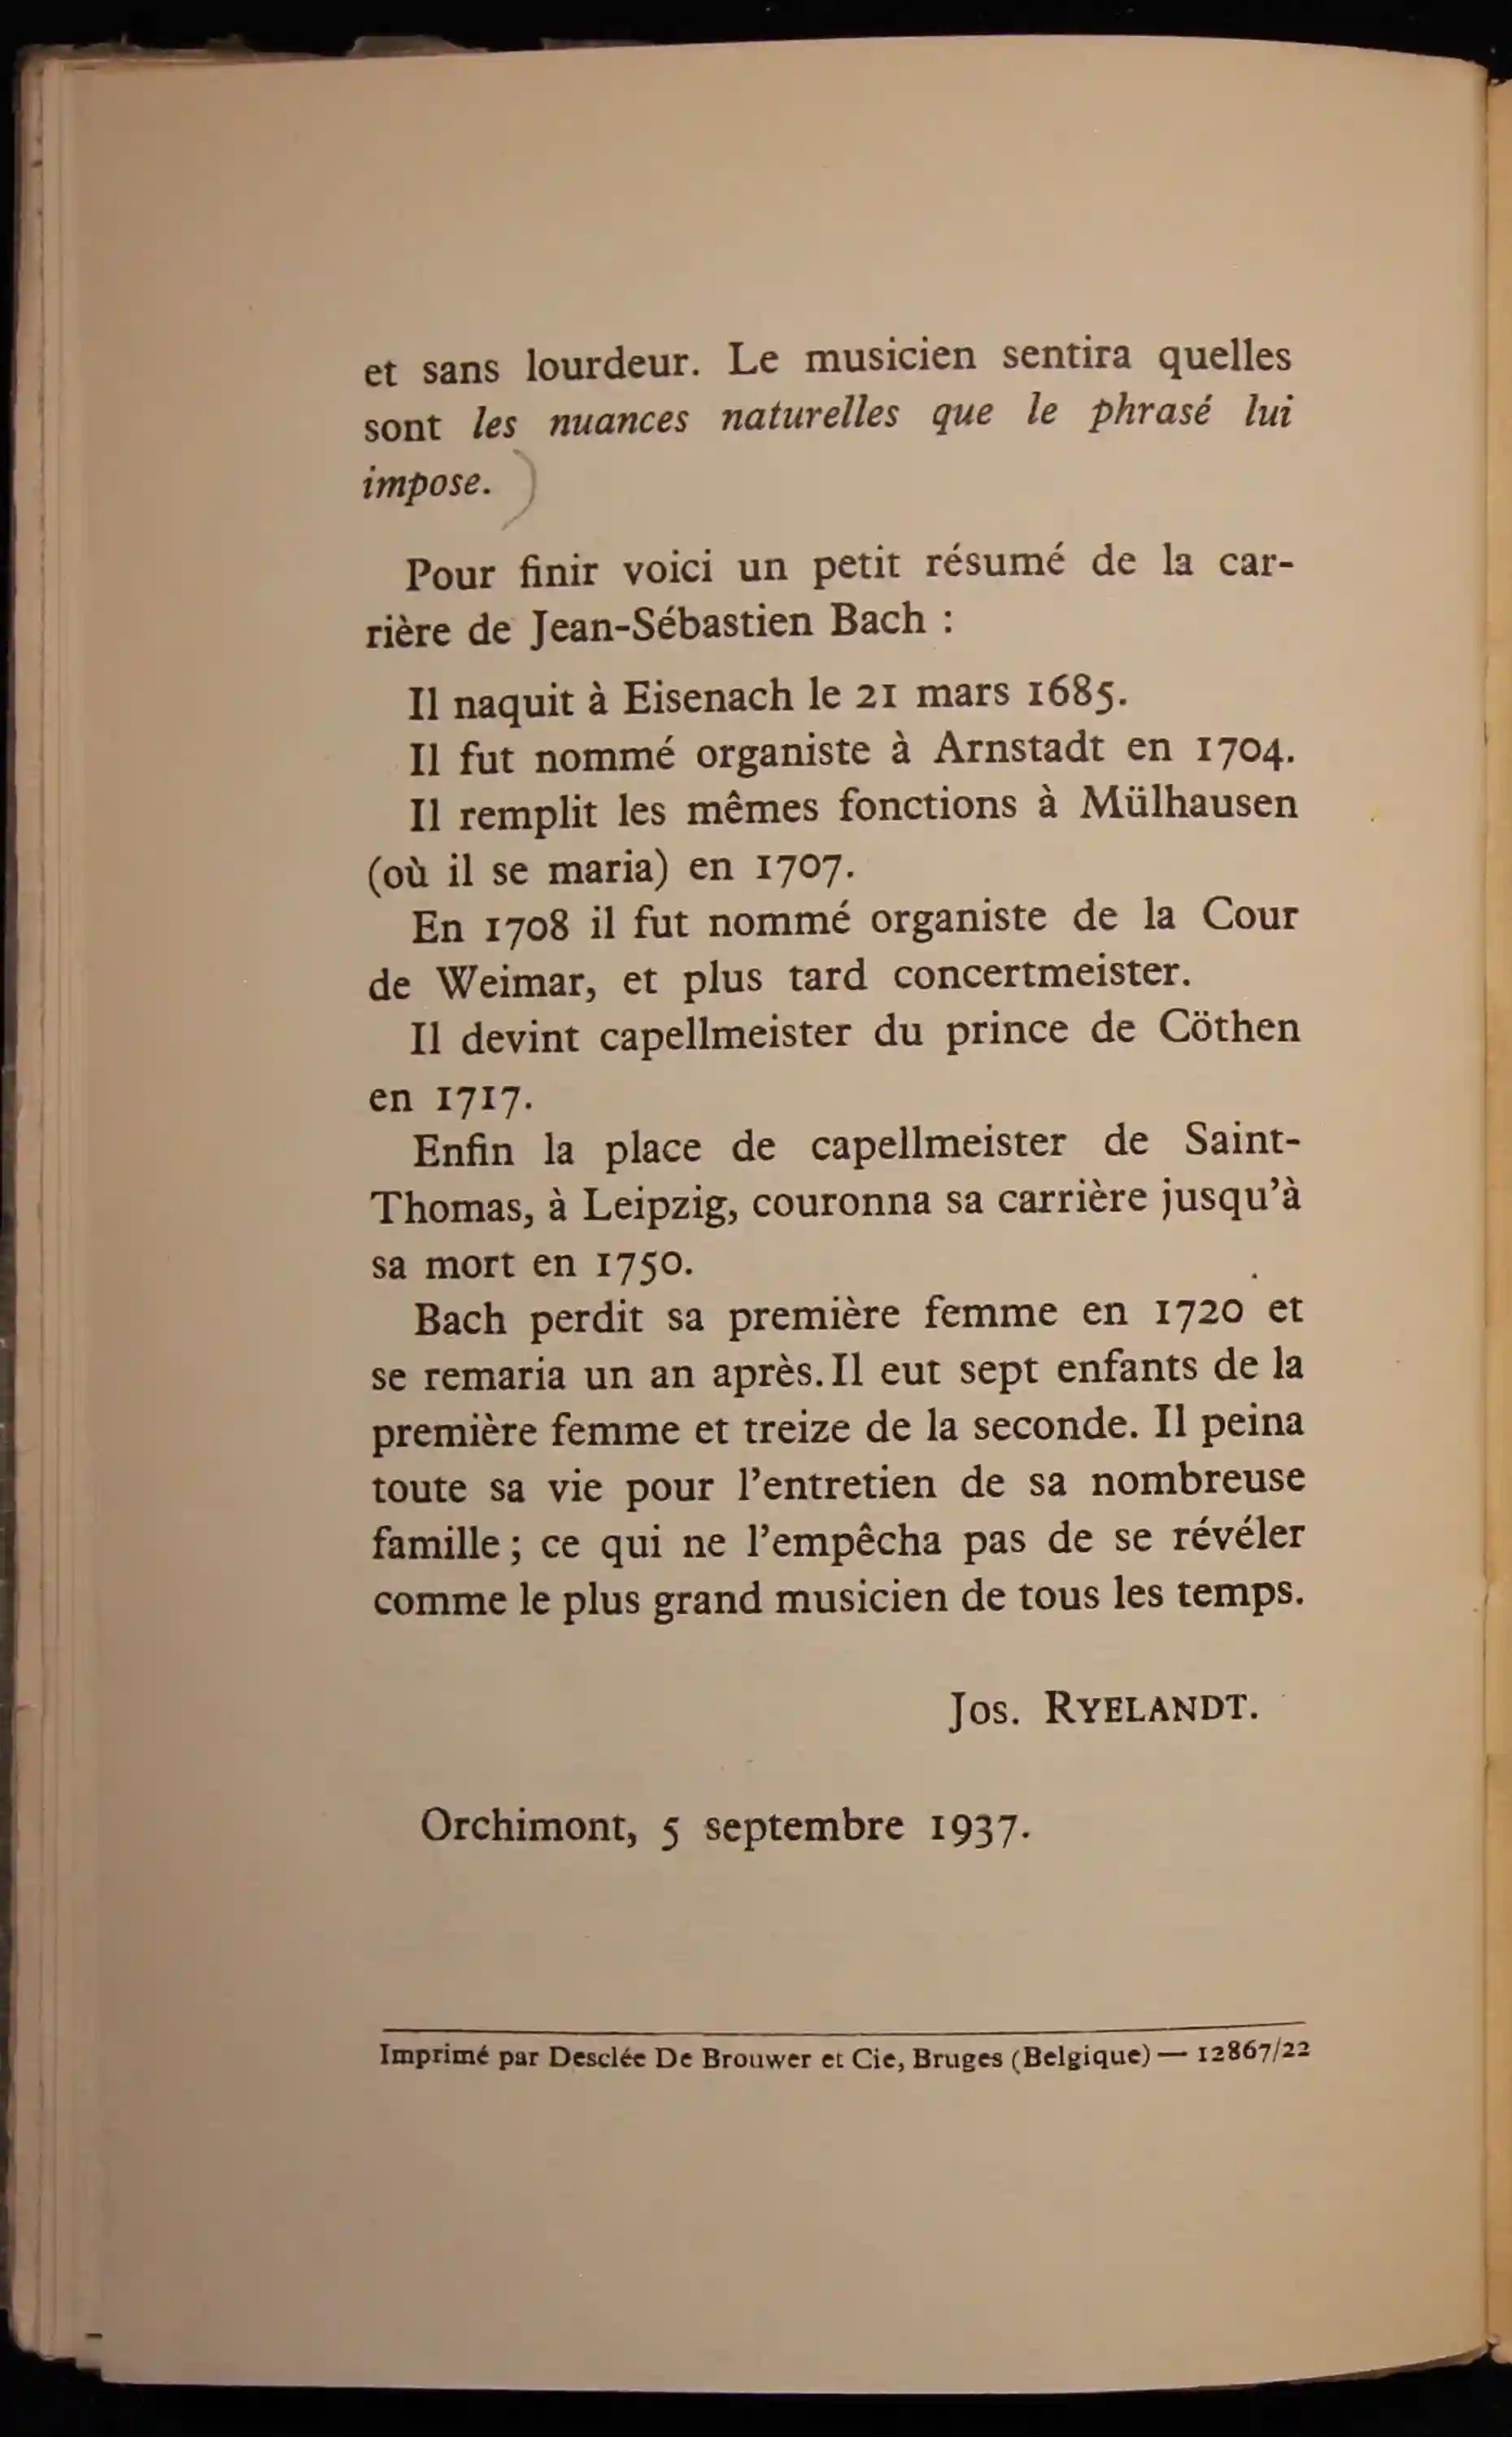 et sans lourdeur. Le musicien sentira quelles
sont les nuances naturelles que le phrasé lui
impose.
Pour finir voici un petit résumé de la car-
rière de Jean-Sébastien Bach :
Il naquit à Eisenach le 21 mars 1685.
Il fut nommé organiste à Arnstadt en 1704.
Il remplit les mêmes fonctions à Mülhausen
(où il se maria) en 1707.
En 1708 il fut nommé organiste de la Cour
de Weimar, et plus tard concertmeister.
Il devint capellmeister du prince de Cöthen
en 1717.
Enfin la place de capellmeister de Saint-
Thomas, à Leipzig, couronna sa carrière jusqu’à
sa mort en 1750.
Bach perdit sa première femme en 1720 et
se remaria un an après. Il eut sept enfants de la
première femme et treize de la seconde. Il peina
toute sa vie pour l’entretien de sa nombreuse
famille ; ce qui ne l’empêcha pas de se révéler
comme le plus grand musicien de tous les temps.
Jos. RYELANDT.
Orchimont, 5 septembre 1937.
Imprimé par Desclée De Brouwer et Cie, Bruges (Belgique) — 12867/22